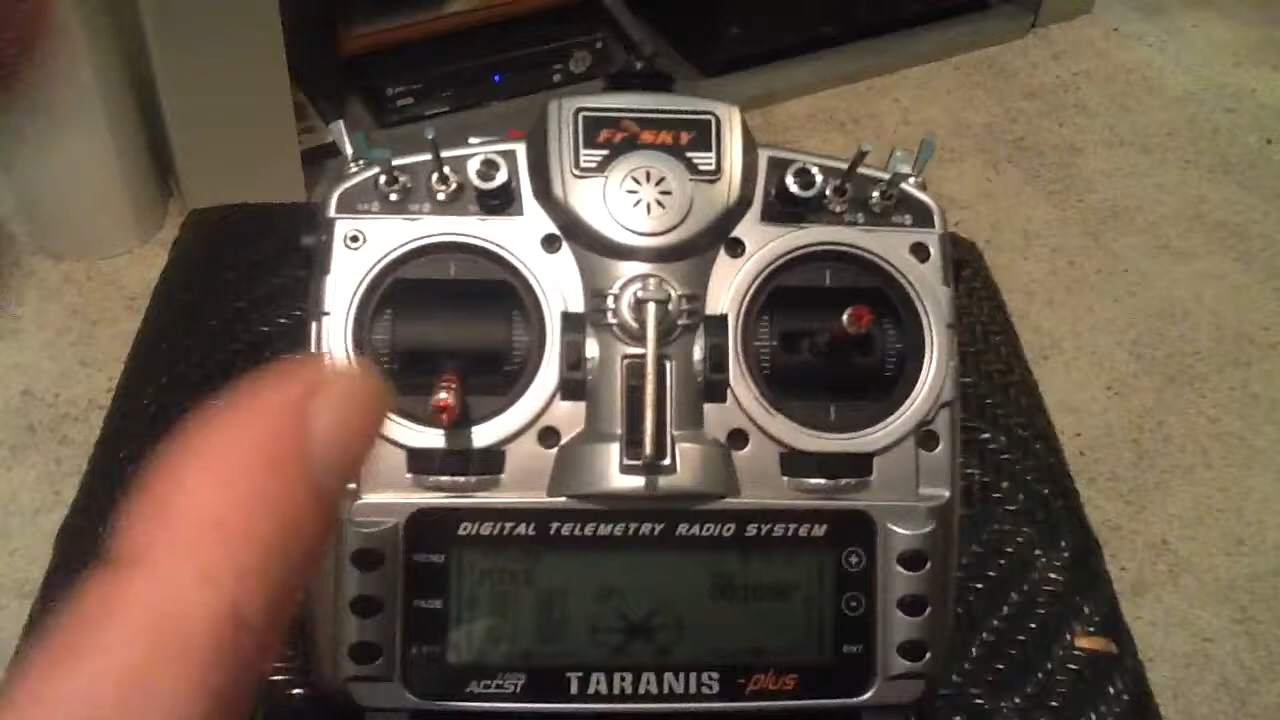 FrSKY
DIGITAL TELEMETRY RADIO SYSTEM
MENU
PAGE
EXIT
+
-
ENT
ACCST
TARANIS -plus